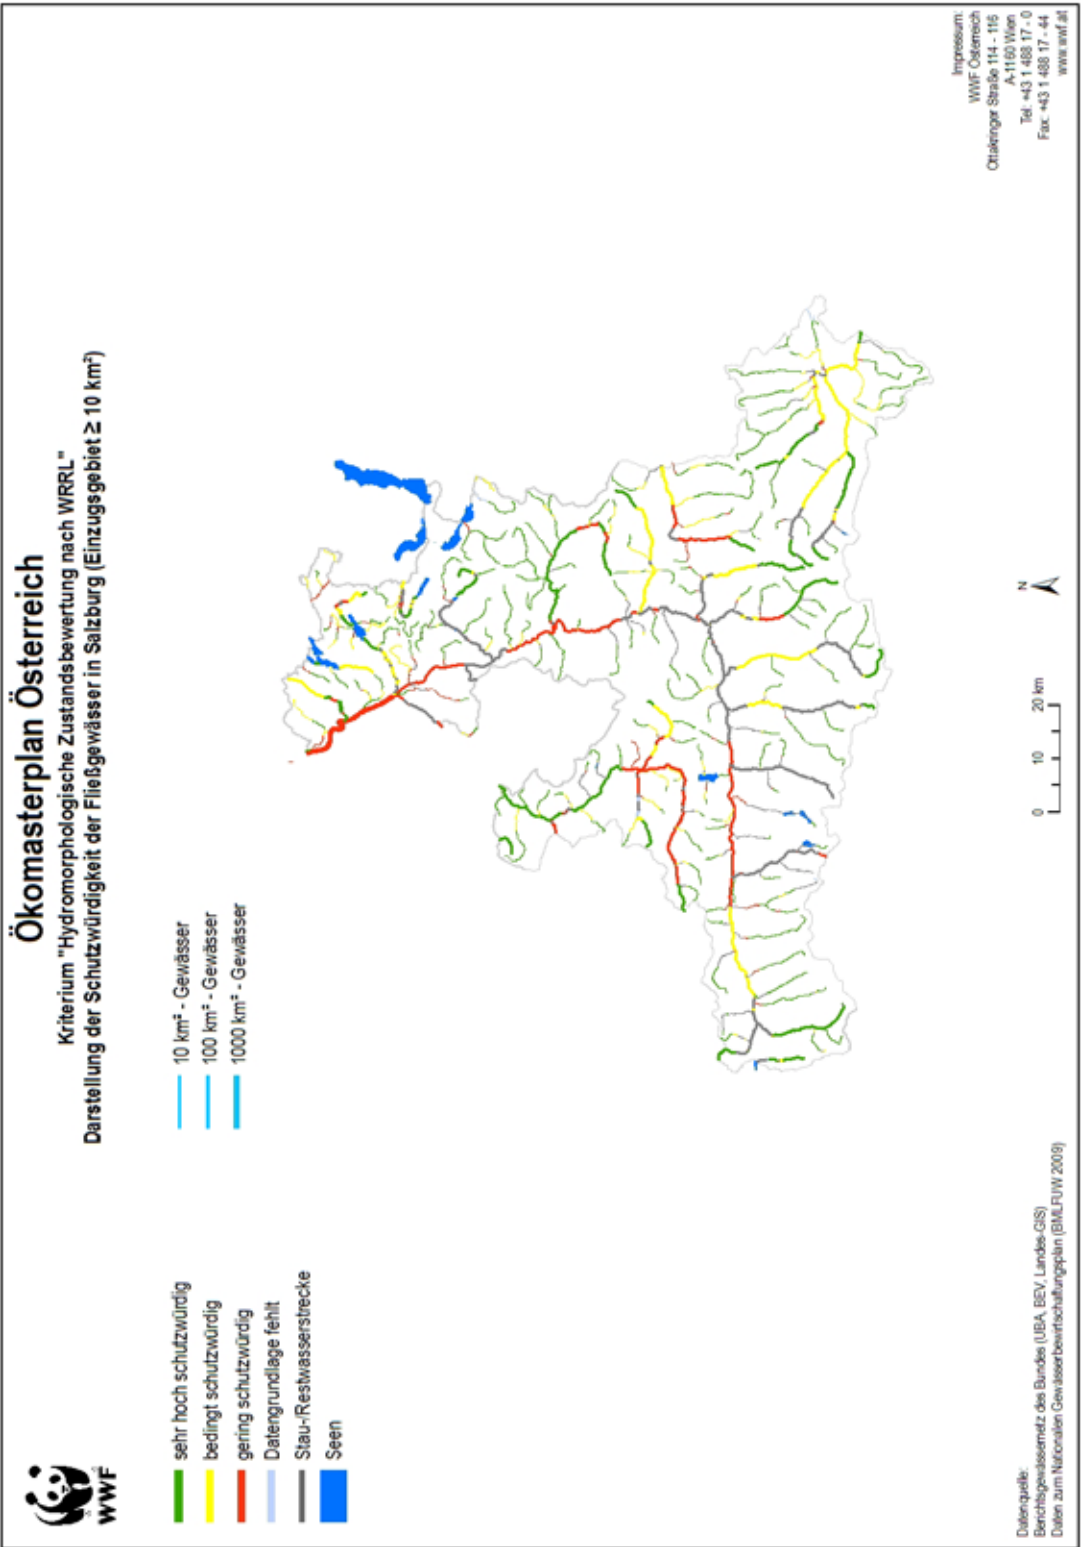 Ökomasterplan Österreich
Kriterium "Hydromorphologische Zustandsbewertung nach WRRL"
Darstellung der Schutzwürdigkeit der Fließgewässer in Salzburg (Einzugsgebiet ≥ 10 km²)
WWF
sehr hoch schutzwürdig
bedingt schutzwürdig
gering schutzwürdig
Datengrundlage fehlt
Stau-/Restwasserstrecke
Seen
10 km² - Gewässer
100 km² - Gewässer
1000 km² - Gewässer
N
0 10 20 km
Datenquelle:
Berichtsgewässernetz des Bundes (UBA, BEV, Landes-GIS)
Daten zum Nationalen Gewässerbewirtschaftungsplan (BMLFUW 2009)
Impressum:
WWF Österreich
Ottakringer Straße 114 - 116
A-1160 Wien
Tel: +43 1 488 17 - 0
Fax: +43 1 488 17 - 44
www.wwf.at